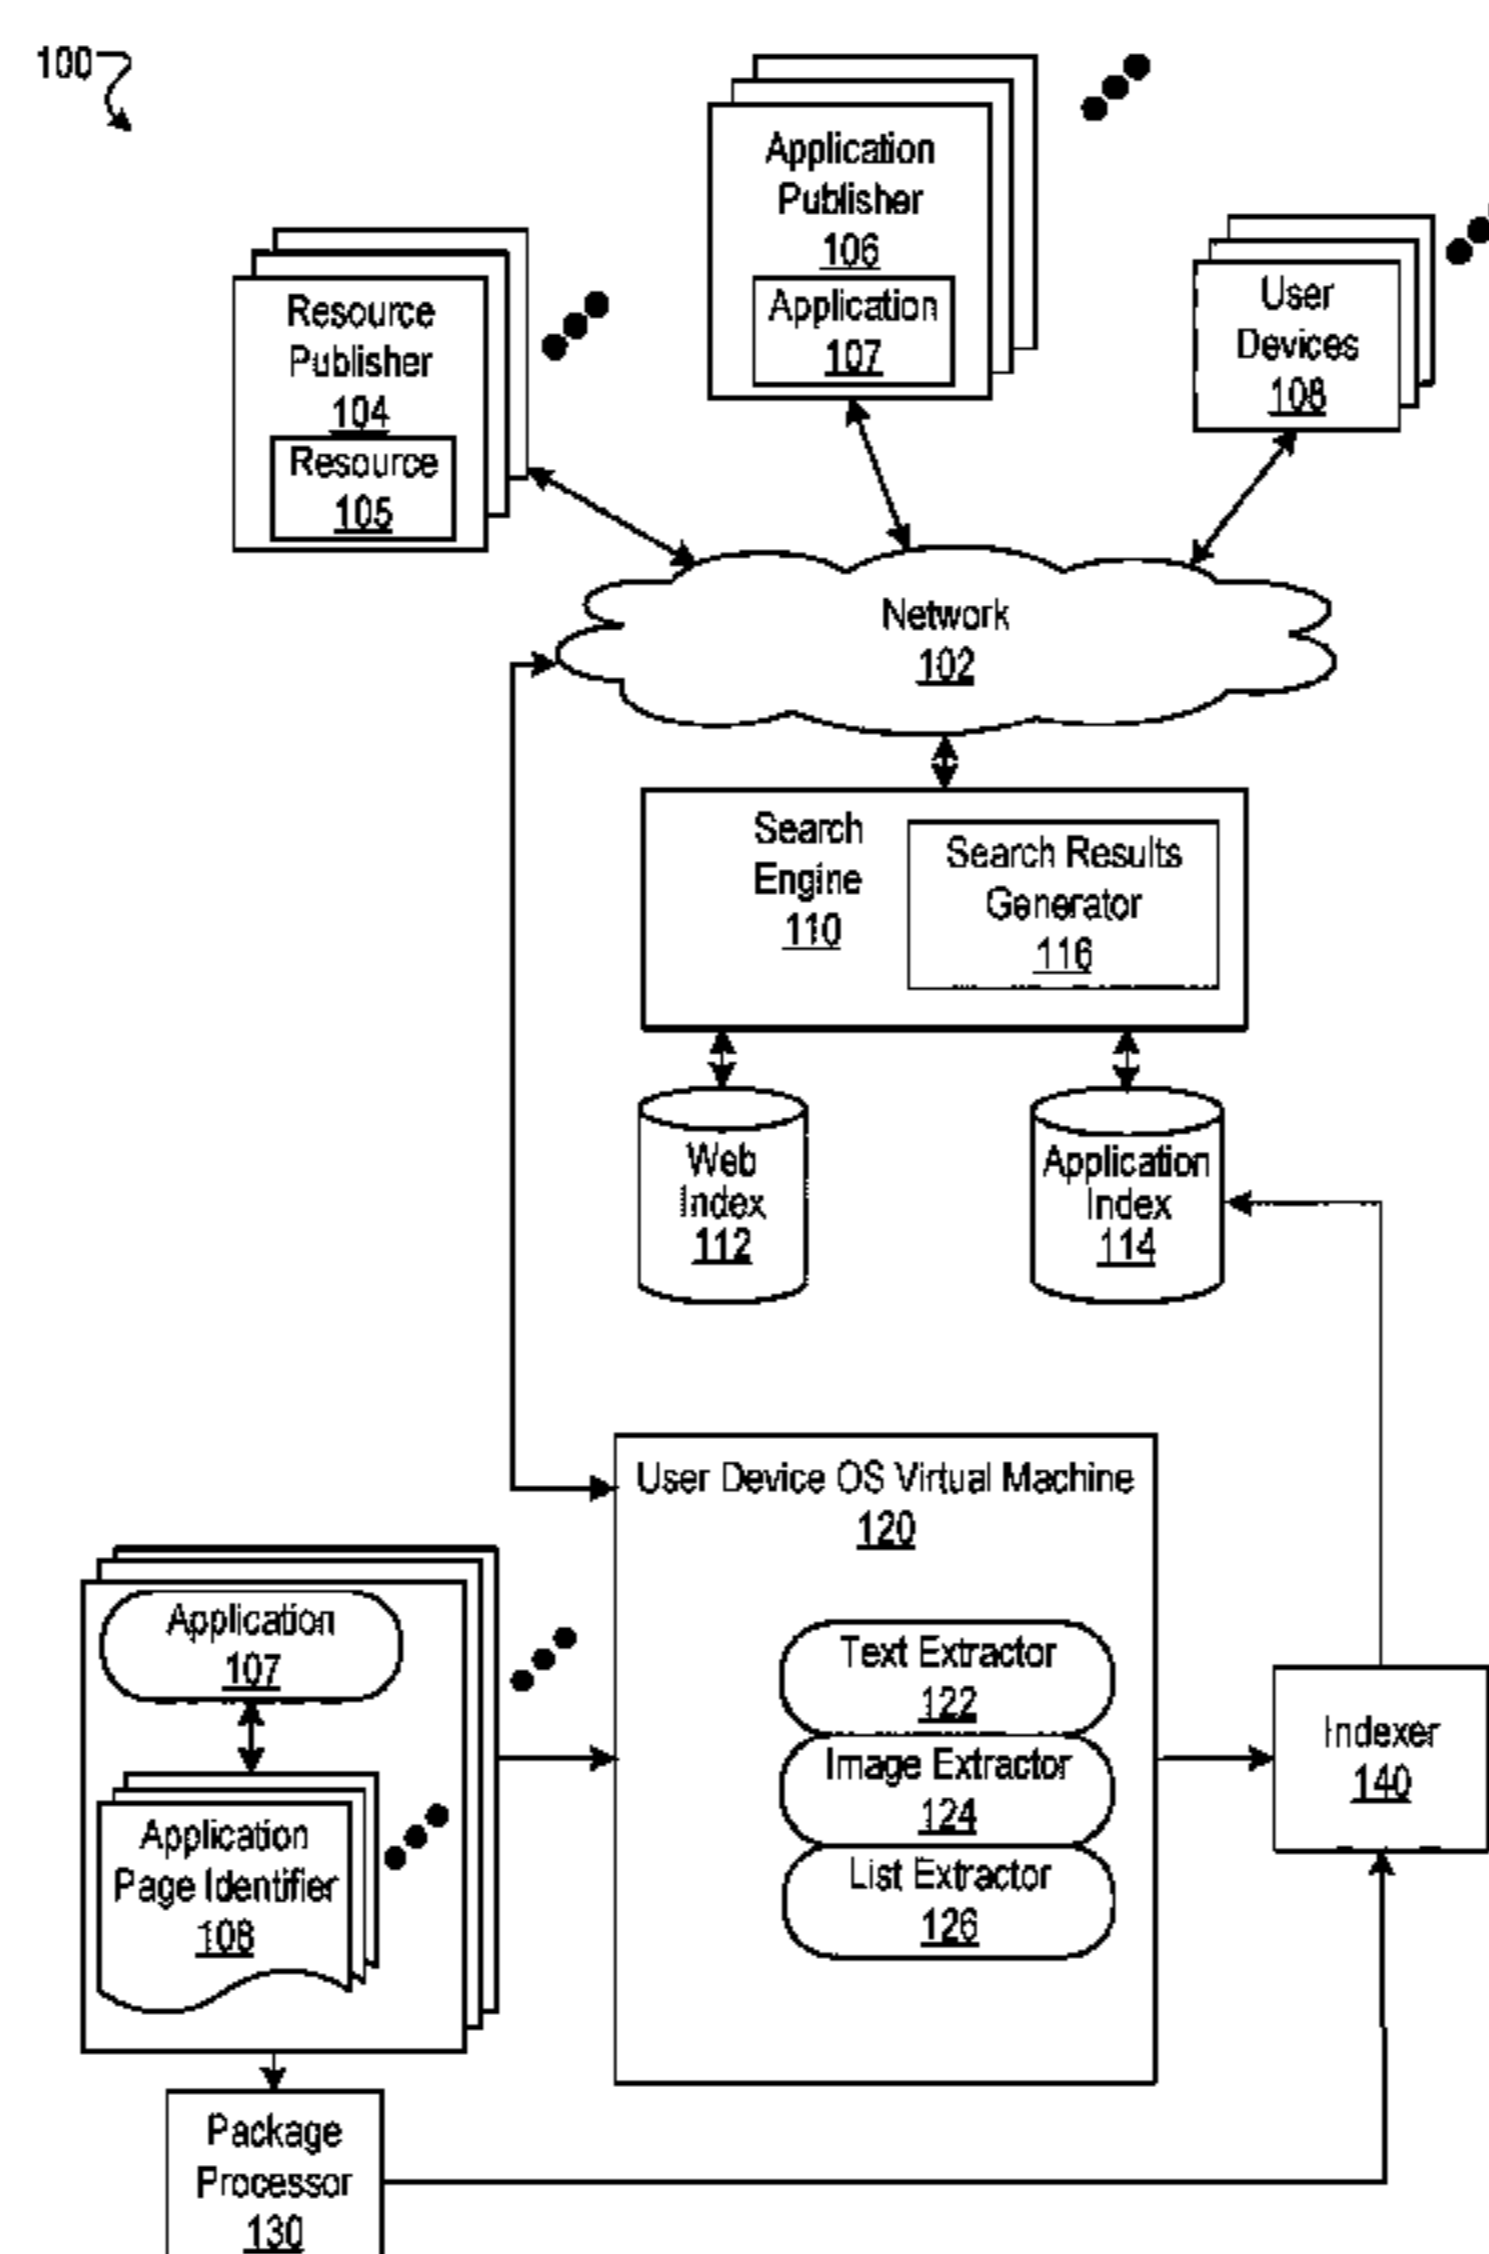 100
Application
Publisher
106
Application
107
Resource
Publisher
104
Resource
105
User
Devices
108
Network
102
Search
Engine
110
Search Results
Generator
116
Web
Index
112
Application
Index
114
User Device OS Virtual Machine
120
Application
107
Application
Page Identifier
108
Text Extractor
122
Image Extractor
124
List Extractor
126
Indexer
140
Package
Processor
130